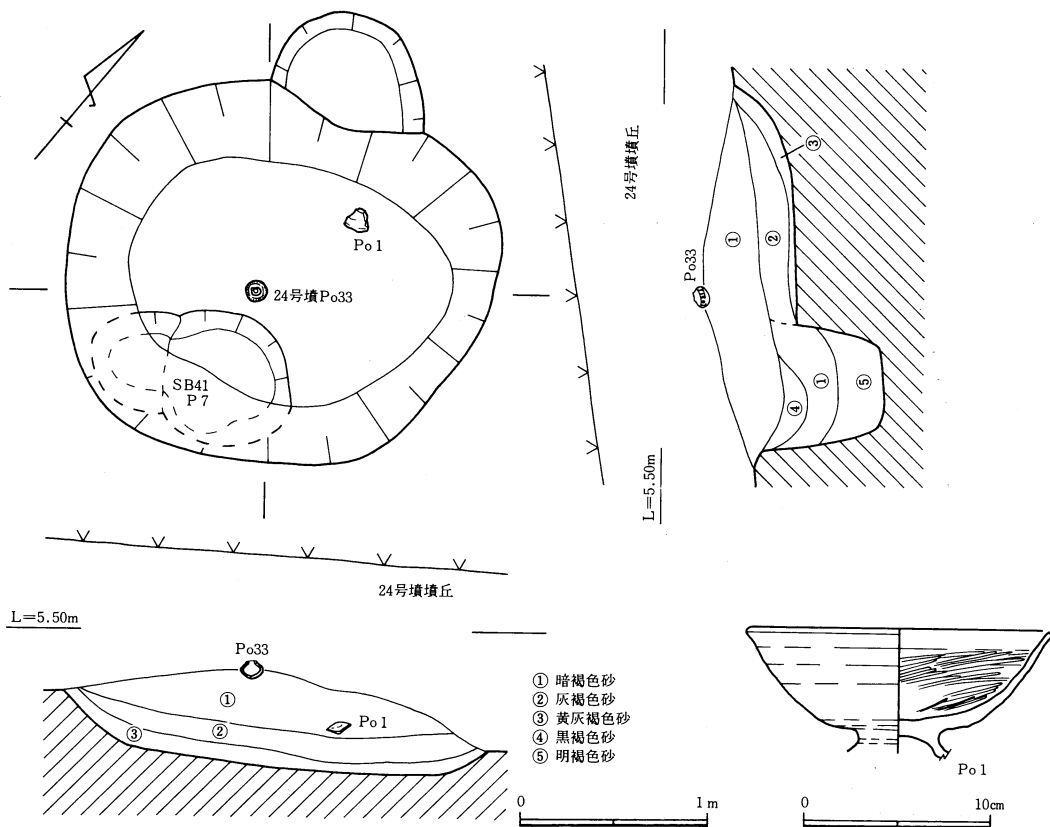 Po 1
24号墳Po33
SB41
P 7
24号墳墳丘
L=5.50m
Po33
①
②
③
①
④
⑤
24号墳墳丘
L=5.50m
Po33
①
②
③
Po 1
① 暗褐色砂
② 灰褐色砂
③ 黄灰褐色砂
④ 黒褐色砂
⑤ 明褐色砂
Po 1
0 1 m
0 10cm